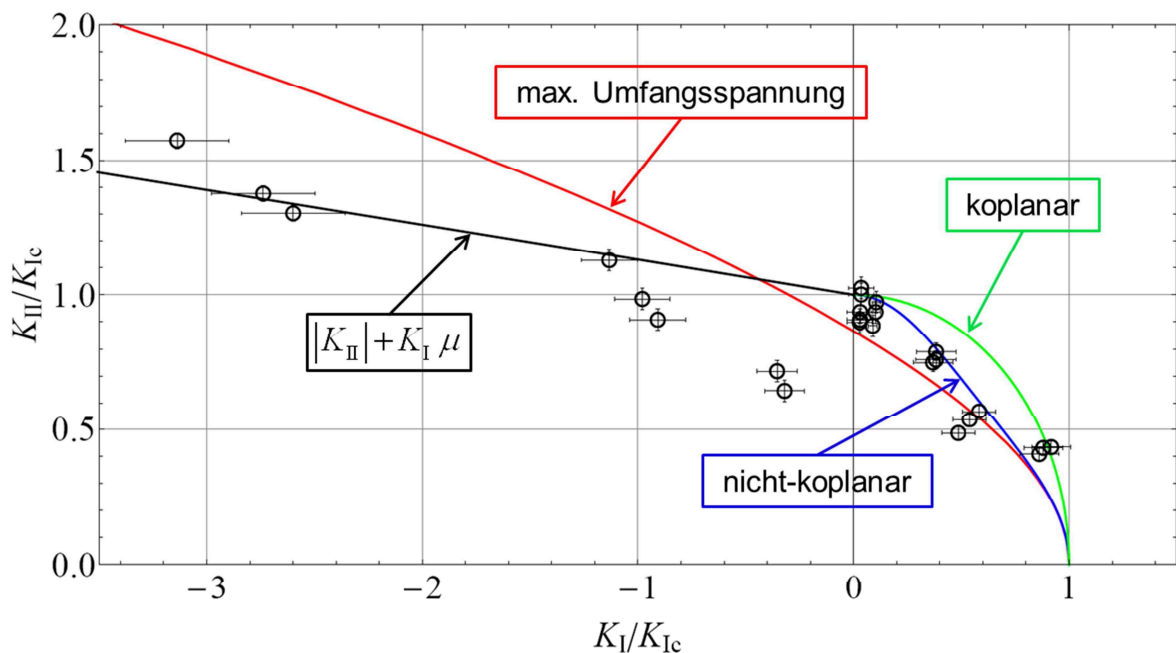 2.0
max. Umfangsspannung
1.5
koplanar
1.0
|K_II| + K_I μ
0.5
nicht-koplanar
0.0
−3 −2 −1 0 1
K_I/K_Ic
K_II/K_Ic